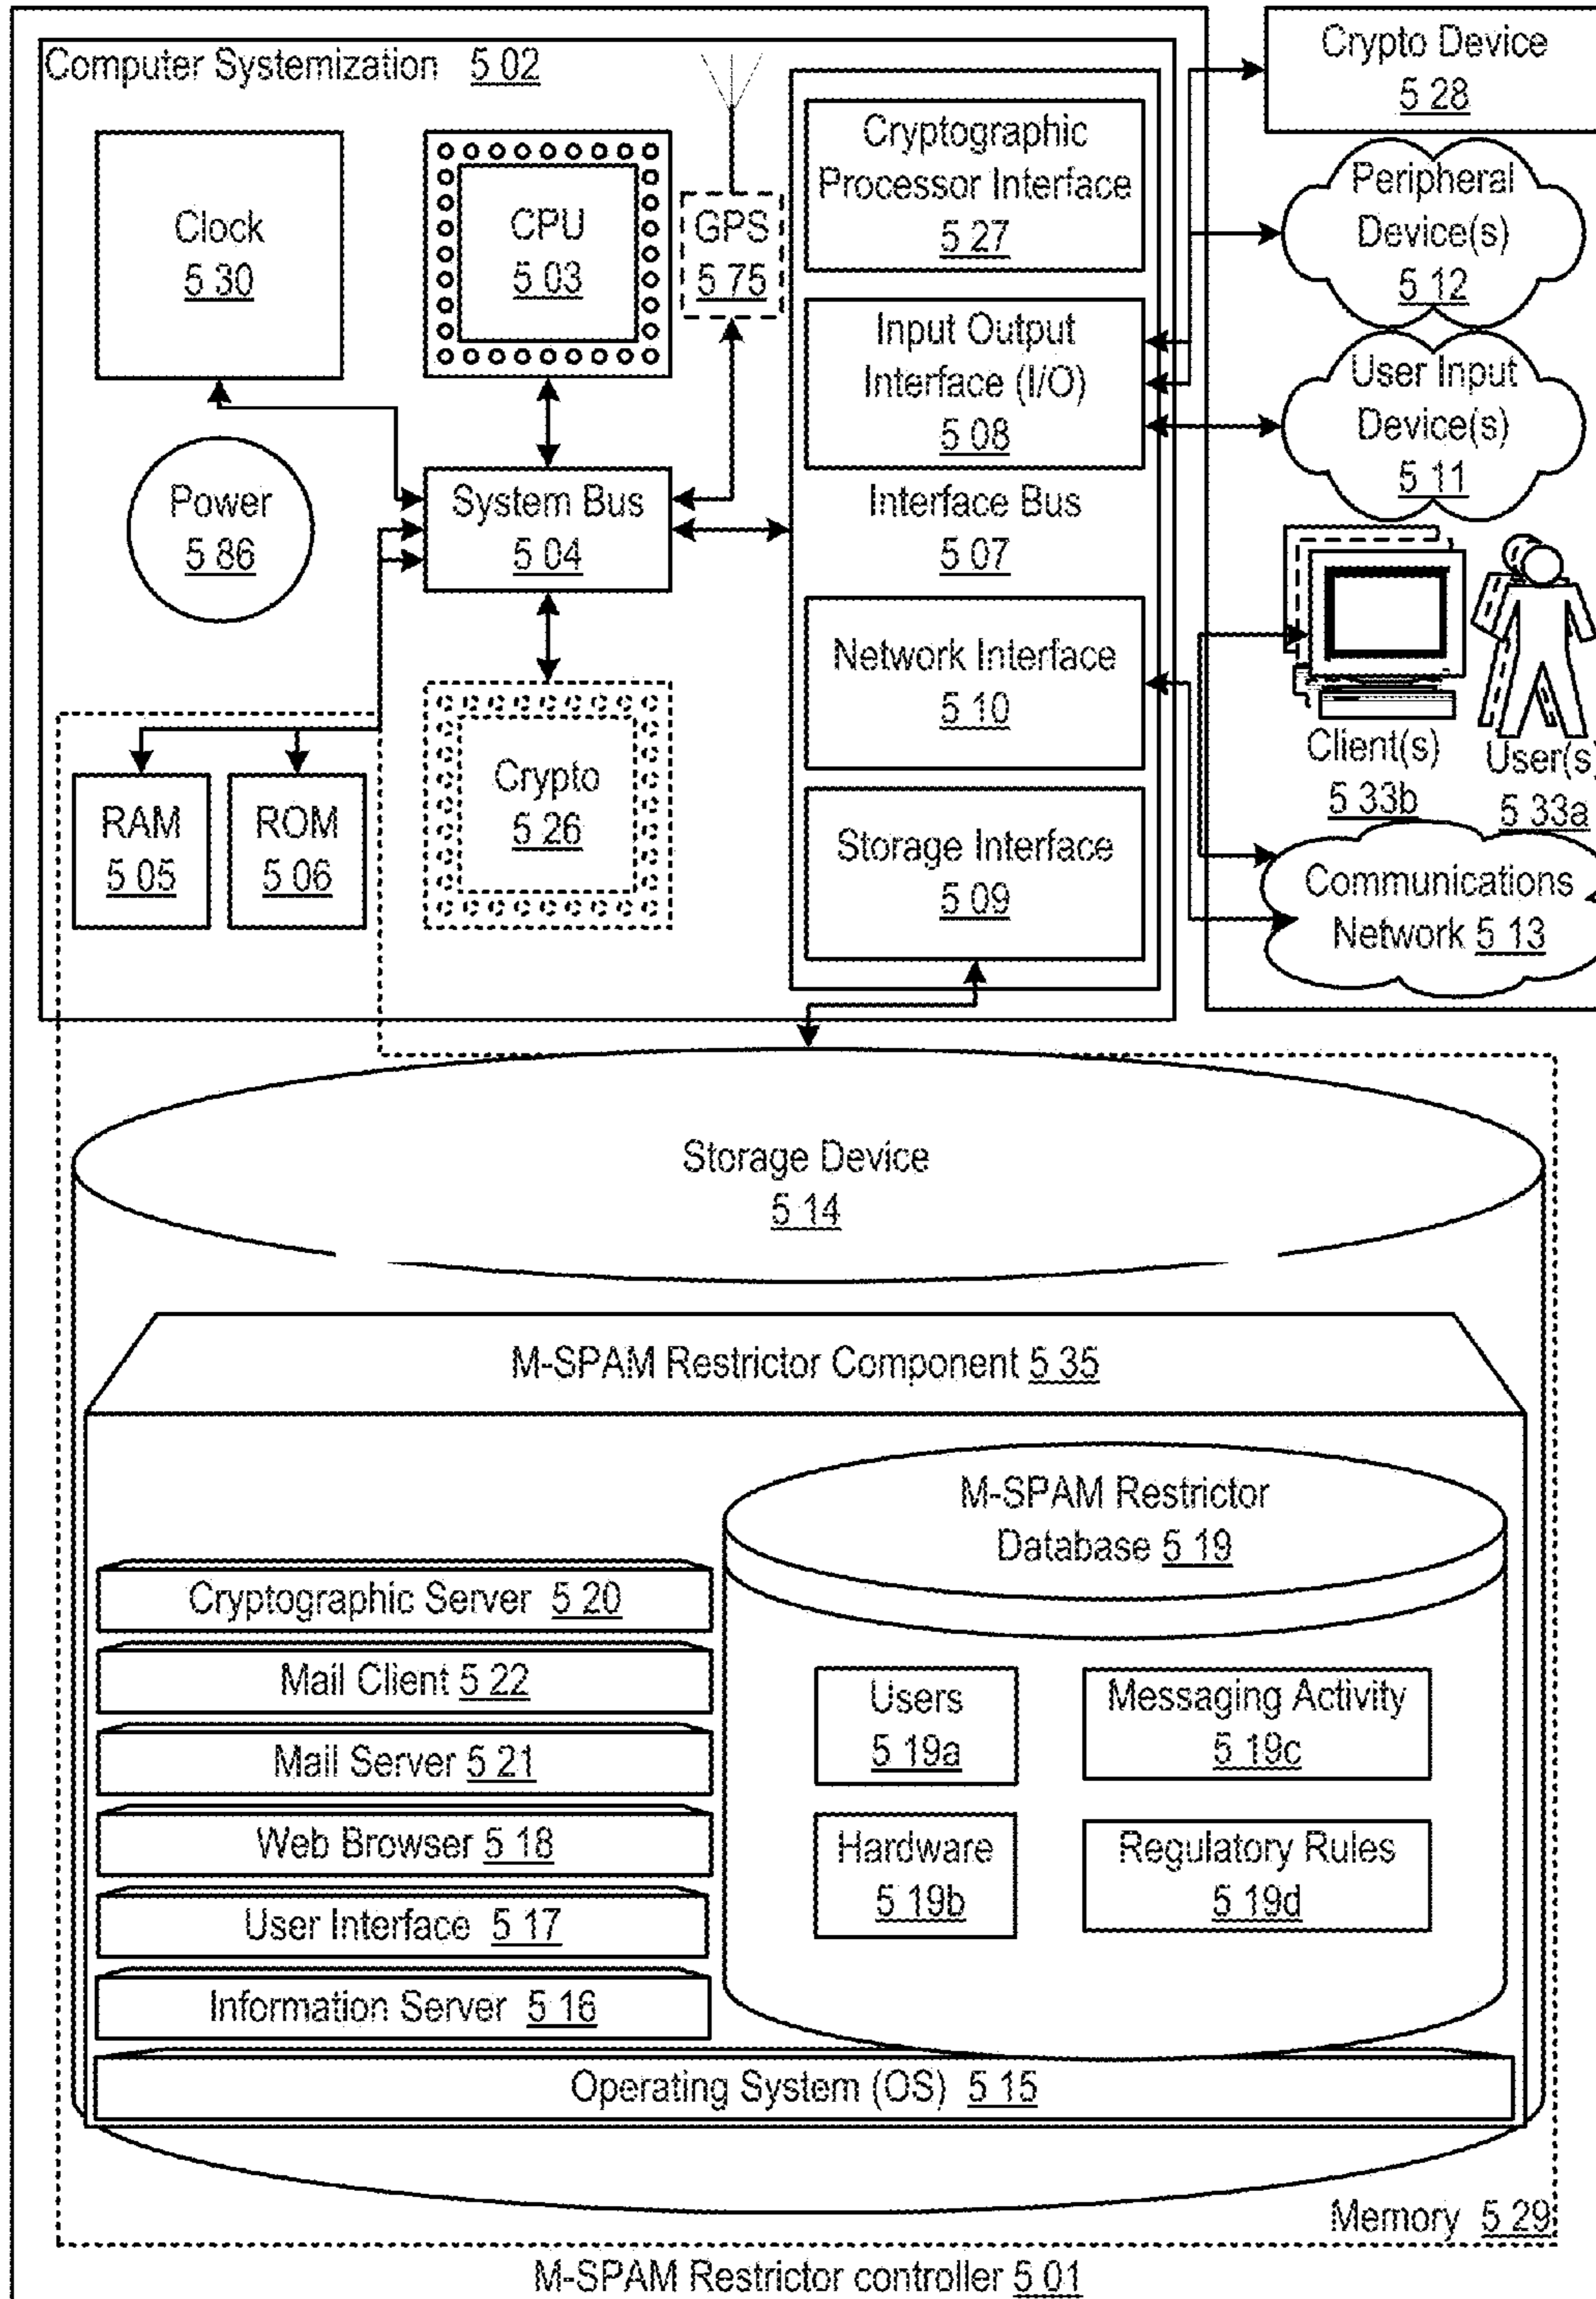 Computer Systemization 5 02
Clock
5 30
CPU
5 03
GPS
5 75
Power
5 86
System Bus
5 04
RAM
5 05
ROM
5 06
Crypto
5 26
Cryptographic
Processor Interface
5 27
Input Output
Interface (I/O)
5 08
Interface Bus
5 07
Network Interface
5 10
Storage Interface
5 09
Crypto Device
5 28
Peripheral
Device(s)
5 12
User Input
Device(s)
5 11
Client(s)
5 33b
User(s)
5 33a
Communications
Network 5 13
Storage Device
5 14
M-SPAM Restrictor Component 5 35
M-SPAM Restrictor
Database 5 19
Cryptographic Server 5 20
Mail Client 5 22
Mail Server 5 21
Web Browser 5 18
User Interface 5 17
Information Server 5 16
Users
5 19a
Messaging Activity
5 19c
Hardware
5 19b
Regulatory Rules
5 19d
Operating System (OS) 5 15
Memory 5 29
M-SPAM Restrictor controller 5 01